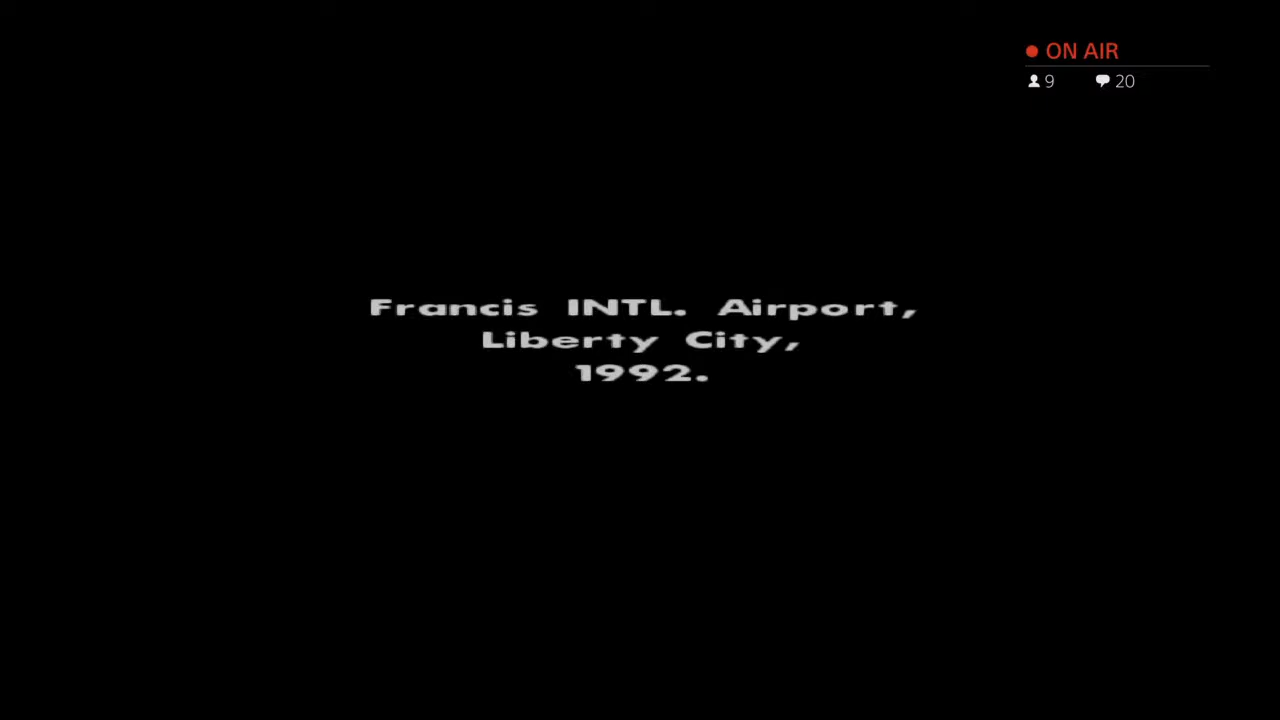 ON AIR
9 20
Francis INTL. Airport,
Liberty City,
1992.